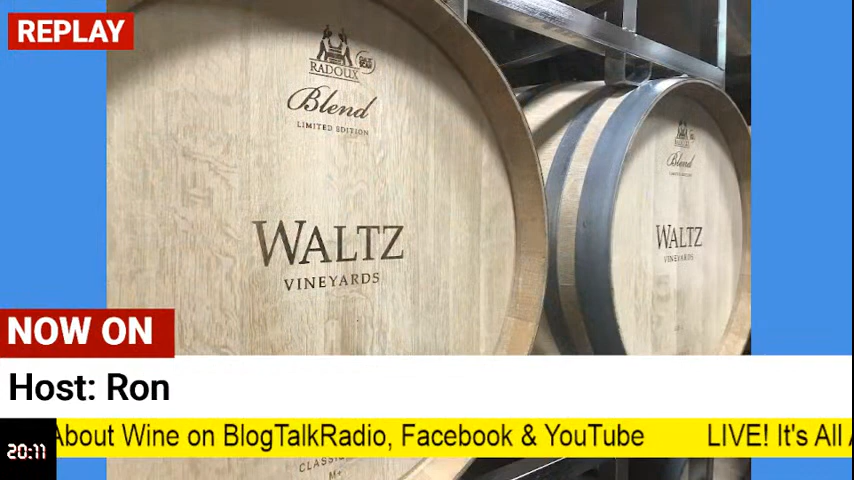 REPLAY
RADOUX
Blend
LIMITED EDITION
WALTZ
VINEYARDS
RADOUX
Blend
WALTZ
VINEYARDS
NOW ON
Host: Ron
20:11
About Wine on BlogTalkRadio, Facebook & YouTube LIVE! It's All
M+